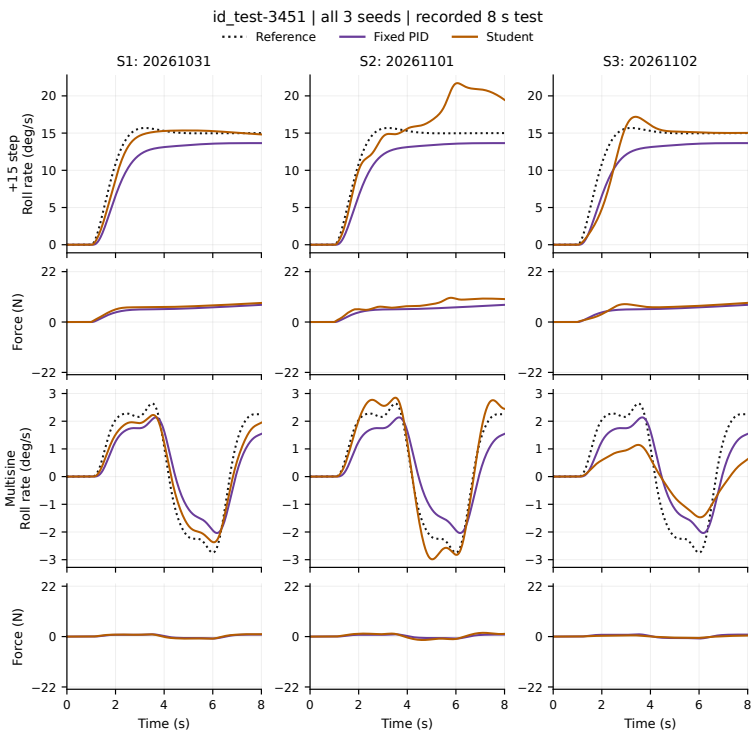 id_test-3451 | all 3 seeds | recorded 8 s test
Reference Fixed PID Student
S1: 20261031 S2: 20261101 S3: 20261102
+15 step
Roll rate (deg/s)
20 20 20
15 15 15
10 10 10
5 5 5
0 0 0
Force (N)
22 22 22
0 0 0
−22 −22 −22
Multisine
Roll rate (deg/s)
3 3 3
2 2 2
1 1 1
0 0 0
−1 −1 −1
−2 −2 −2
−3 −3 −3
Force (N)
22 22 22
0 0 0
−22 −22 −22
0 2 4 6 8 0 2 4 6 8 0 2 4 6 8
Time (s) Time (s) Time (s)